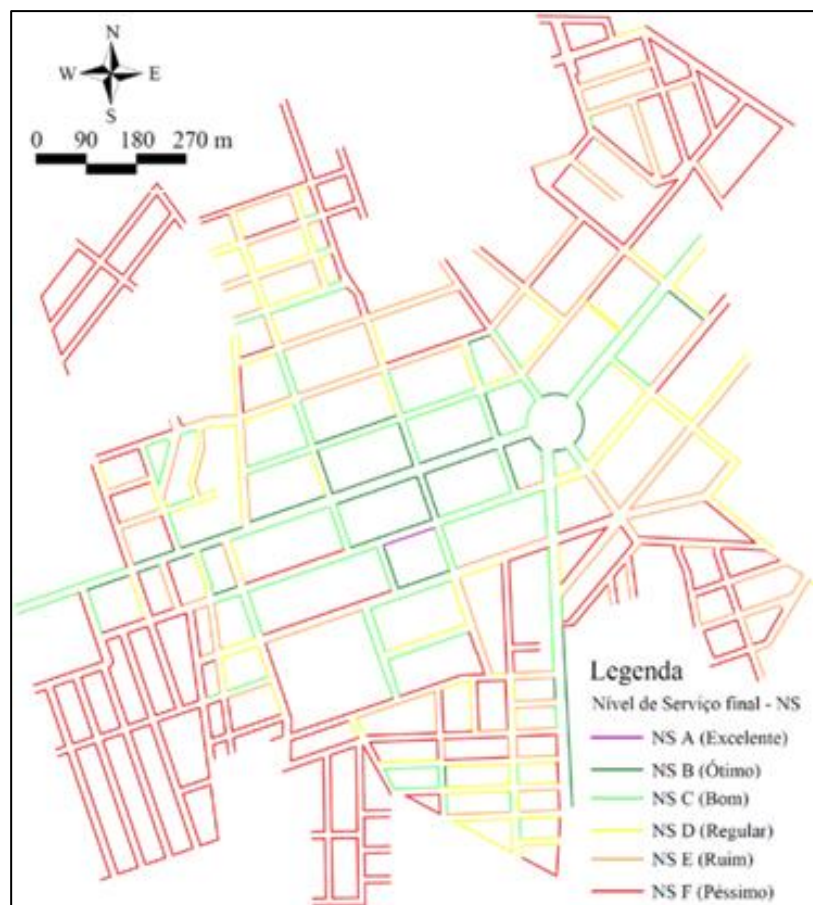 N
W E
S
0 90 180 270 m
Legenda
Nível de Serviço final - NS
NS A (Excelente)
NS B (Ótimo)
NS C (Bom)
NS D (Regular)
NS E (Ruim)
NS F (Péssimo)